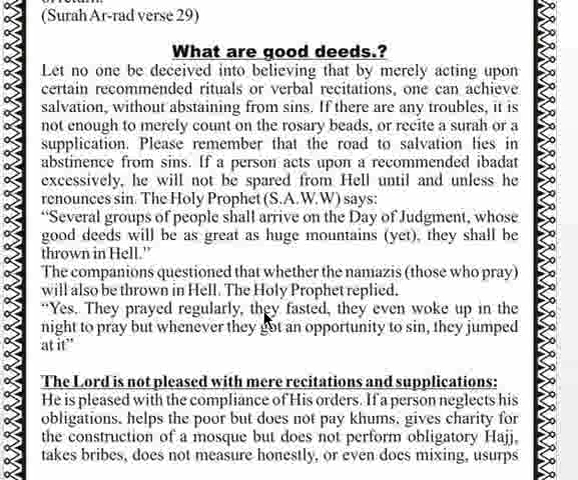 (Surah Ar-rad verse 29)
What are good deeds.?
Let no one be deceived into believing that by merely acting upon
certain recommended rituals or verbal recitations, one can achieve
salvation, without abstaining from sins. If there are any troubles, it is
not enough to merely count on the rosary beads, or recite a surah or a
supplication. Please remember that the road to salvation lies in
abstinence from sins. If a person acts upon a recommended ibadat
excessively, he will not be spared from Hell until and unless he
renounces sin. The Holy Prophet (S.A.W.W) says:
“Several groups of people shall arrive on the Day of Judgment, whose
good deeds will be as great as huge mountains (yet), they shall be
thrown in Hell.”
The companions questioned that whether the namazis (those who pray)
will also be thrown in Hell. The Holy Prophet replied.
“Yes. They prayed regularly, they fasted, they even woke up in the
night to pray but whenever they got an opportunity to sin, they jumped
at it”
The Lord is not pleased with mere recitations and supplications:
He is pleased with the compliance of His orders. If a person neglects his
obligations, helps the poor but does not pay khums, gives charity for
the construction of a mosque but does not perform obligatory Hajj,
takes bribes, does not measure honestly, or even does mixing, usurps